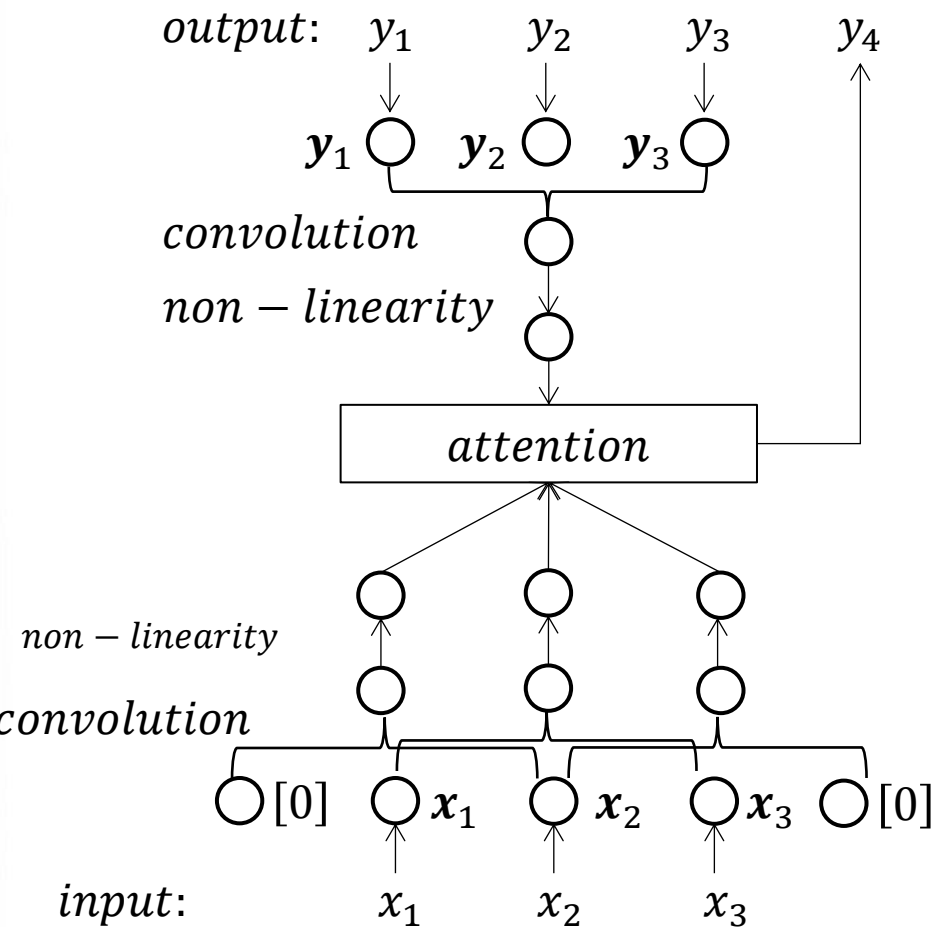 output: y₁ y₂ y₃ y₄
𝒚₁ 𝒚₂ 𝒚₃
convolution
non − linearity
attention
non − linearity
convolution
[0] 𝒙₁ 𝒙₂ 𝒙₃ [0]
input: x₁ x₂ x₃